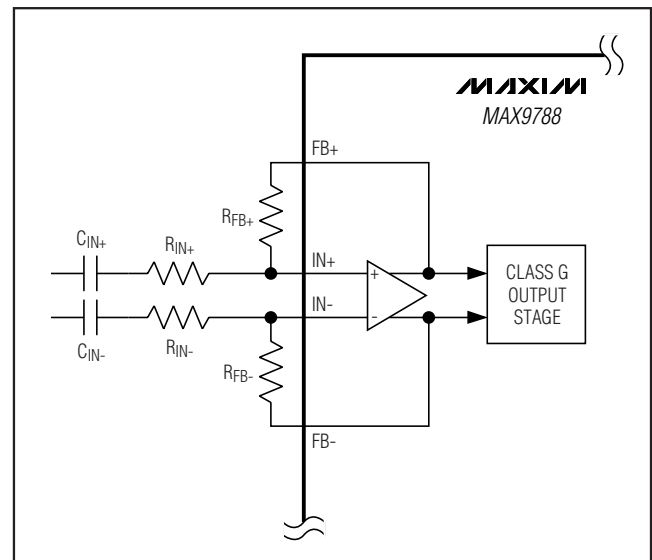 MAXIM
MAX9788
FB+
RFB+
CIN+
RIN+
IN+
+
CLASS G
OUTPUT
STAGE
IN-
-
CIN-
RIN-
RFB-
FB-